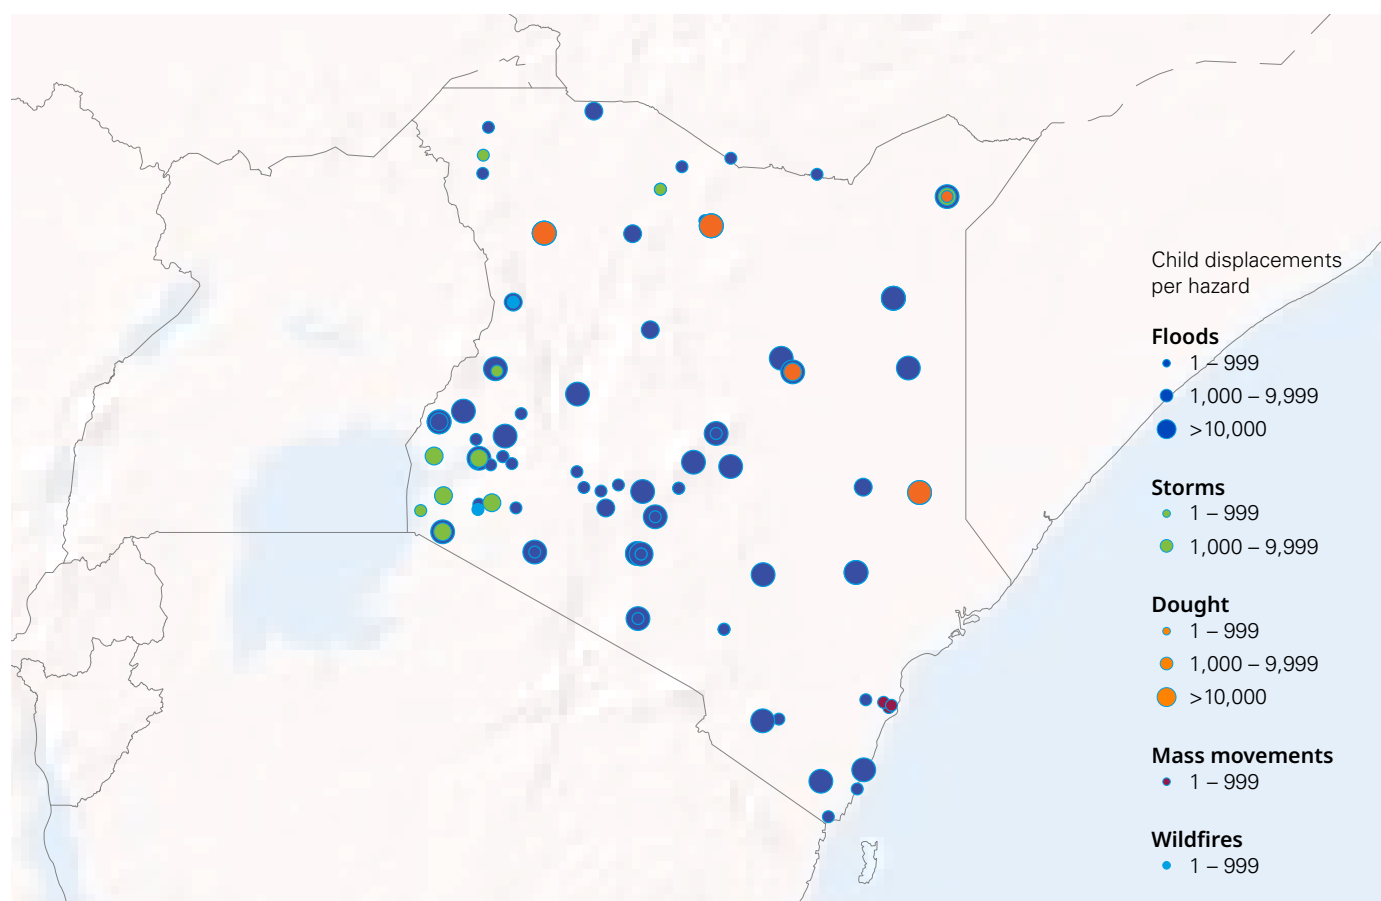 Child displacements
per hazard
Floods
1 – 999
1,000 – 9,999
>10,000
Storms
1 – 999
1,000 – 9,999
Dought
1 – 999
1,000 – 9,999
>10,000
Mass movements
1 – 999
Wildfires
1 – 999